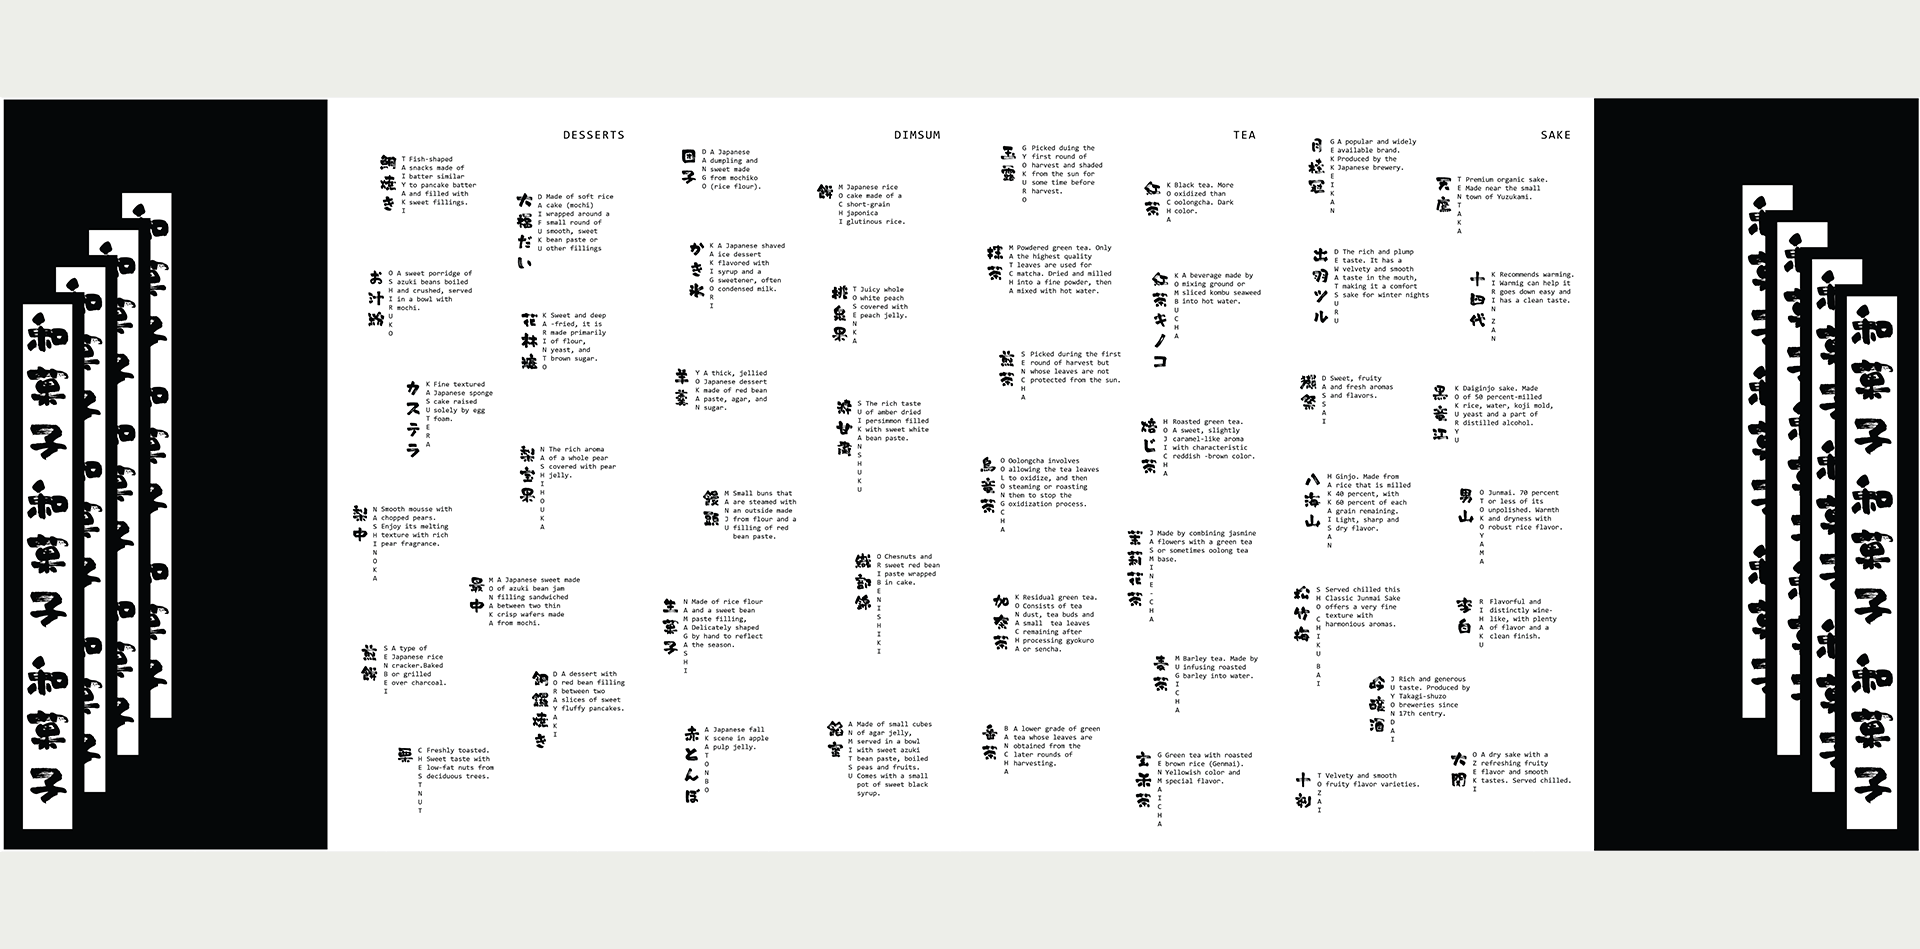 黒菓子
黒菓子
黒菓子
DESSERTS
鯛焼き
TAIYAKI
Fish-shaped
snacks made of
batter similar
to pancake batter
and filled with
sweet fillings.
大福だい
DAIFUKU
Made of soft rice
cake (mochi)
wrapped around a
small round of
smooth, sweet
bean paste or
other fillings
お汁粉
OSHIRUKO
A sweet porridge of
azuki beans boiled
and crushed, served
in a bowl with
mochi.
花林糖
KARINTO
Sweet and deep
-fried, it is
made primarily
of flour,
yeast, and
brown sugar.
カステラ
KASUTERA
Fine textured
Japanese sponge
cake raised
solely by egg
foam.
梨宝果
NASHIHOUKA
The rich aroma
of a whole pear
covered with pear
jelly.
梨中
NASHINOKA
Smooth mousse with
chopped pears.
Enjoy its melting
texture with rich
pear fragrance.
最中
MONAKA
A Japanese sweet made
of azuki bean jam
filling sandwiched
between two thin
crisp wafers made
from mochi.
煎餅
SENBEI
A type of
Japanese rice
cracker.Baked
or grilled
over charcoal.
銅鑼焼き
DORAYAKI
A dessert with
red bean filling
between two
slices of sweet
fluffy pancakes.
栗
CHESTNUT
Freshly toasted.
Sweet taste with
low-fat nuts from
deciduous trees.
DIMSUM
団子
DANGO
A Japanese
dumpling and
sweet made
from mochiko
(rice flour).
餅
MOCHI
Japanese rice
cake made of a
short-grain
japonica
glutinous rice.
かき氷
KAKIGORI
A Japanese shaved
ice dessert
flavored with
syrup and a
sweetener, often
condensed milk.
桃泉果
TOSENKA
Juicy whole
white peach
covered with
peach jelly.
羊羹
YOKAN
A thick, jellied
Japanese dessert
made of red bean
paste, agar, and
sugar.
SUIKANSHUKU
The rich taste
of amber dried
persimmon filled
with sweet white
bean paste.
饅頭
MANJU
Small buns that
are steamed with
an outside made
from flour and a
filling of red
bean paste.
織部錦
ORIBENISHIKI
Chesnuts and
sweet red bean
paste wrapped
in cake.
生菓子
NAMAGASHI
Made of rice flour
and a sweet bean
paste filling,
Delicately shaped
by hand to reflect
the season.
赤とんぼ
AKATONBO
Japanese fall
scene in apple
pulp jelly.
餡蜜
ANMITSU
Made of small cubes
of agar jelly,
served in a bowl
with sweet azuki
bean paste, boiled
peas and fruits.
Comes with a small
pot of sweet black
syrup.
TEA
玉露
GYOKURO
Picked duing the
first round of
harvest and shaded
from the sun for
some time before
harvest.
紅茶
KOCHA
Black tea. More
oxidized than
oolongcha. Dark
color.
抹茶
MATCHA
Powdered green tea. Only
the highest quality
leaves are used for
matcha. Dried and milled
into a fine powder, then
mixed with hot water.
紅茶キノコ
KOMBUCHA
A beverage made by
mixing ground or
sliced kombu seaweed
into hot water.
煎茶
SENCHA
Picked during the first
round of harvest but
whose leaves are not
protected from the sun.
焙じ茶
HOJICHA
Roasted green tea.
A sweet, slightly
caramel-like aroma
with characteristic
reddish -brown color.
烏龍茶
OOLONGCHA
Oolongcha involves
allowing the tea leaves
to oxidize, and then
steaming or roasting
them to stop the
oxidization process.
茉莉花茶
JASMINE-CHA
Made by combining jasmine
flowers with a green tea
or sometimes oolong tea
base.
KONACHA
Residual green tea.
Consists of tea
dust, tea buds and
small tea leaves
remaining after
processing gyokuro
or sencha.
麦茶
MUGICHA
Barley tea. Made by
infusing roasted
barley into water.
番茶
BANCHA
A lower grade of green
tea whose leaves are
obtained from the
later rounds of
harvesting.
玄米茶
GENMAICHA
Green tea with roasted
brown rice (Genmai).
Yellowish color and
special flavor.
SAKE
月桂冠
GEKKEIKAN
A popular and widely
available brand.
Produced by the
Japanese brewery.
天鷹
TENTAKA
Premium organic sake.
Made near the small
town of Yuzukami.
出羽ツル
DEWATSURU
The rich and plump
taste. It has a
velvety and smooth
taste in the mouth,
making it a comfort
sake for winter nights
十四代
KIRIN ZAN
Recommends warming.
Warmig can help it
goes down easy and
has a clean taste.
獺祭
DASSAI
Sweet, fruity
and fresh aromas
and flavors.
KOKURYU
Daiginjo sake. Made
of 50 percent-milled
rice, water, koji mold,
yeast and a part of
distilled alcohol.
八海山
HAKKAISAN
Ginjo. Made from
rice that is milled
40 percent, with
60 percent of each
grain remaining.
Light, sharp and
dry flavor.
男山
OTOKOYAMA
Junmai. 70 percent
or less of its
unpolished. Warmth
and dryness with
robust rice flavor.
松竹梅
SHOCHIKU BAI
Served chilled this
Classic Junmai Sake
offers a very fine
texture with
harmonious aromas.
李白
RIHAKU
Flavorful and
distinctly wine-
like, with plenty
of flavor and a
clean finish.
吟醸酒
JUYONDAI
Rich and generous
taste. Produced by
Takagi-shuzo
breweries since
17th centry.
TOZAI
Velvety and smooth
fruity flavor varieties.
大関
OZEKI
A dry sake with a
refreshing fruity
flavor and smooth
tastes. Served chilled.
黒菓子
黒菓子
黒菓子